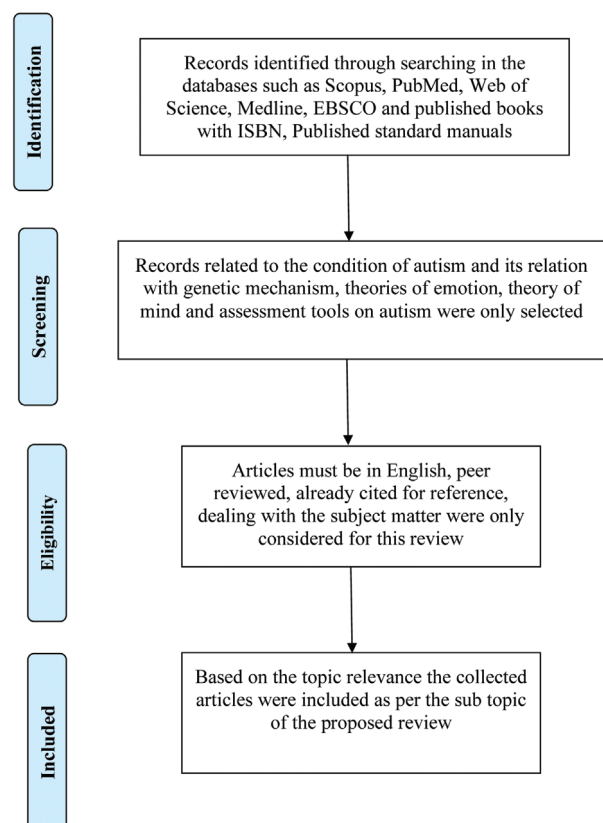 Identification
Records identified through searching in the
databases such as Scopus, PubMed, Web of
Science, Medline, EBSCO and published books
with ISBN, Published standard manuals
Screening
Records related to the condition of autism and its relation
with genetic mechanism, theories of emotion, theory of
mind and assessment tools on autism were only selected
Eligibility
Articles must be in English, peer
reviewed, already cited for reference,
dealing with the subject matter were only
considered for this review
Included
Based on the topic relevance the collected
articles were included as per the sub topic
of the proposed review